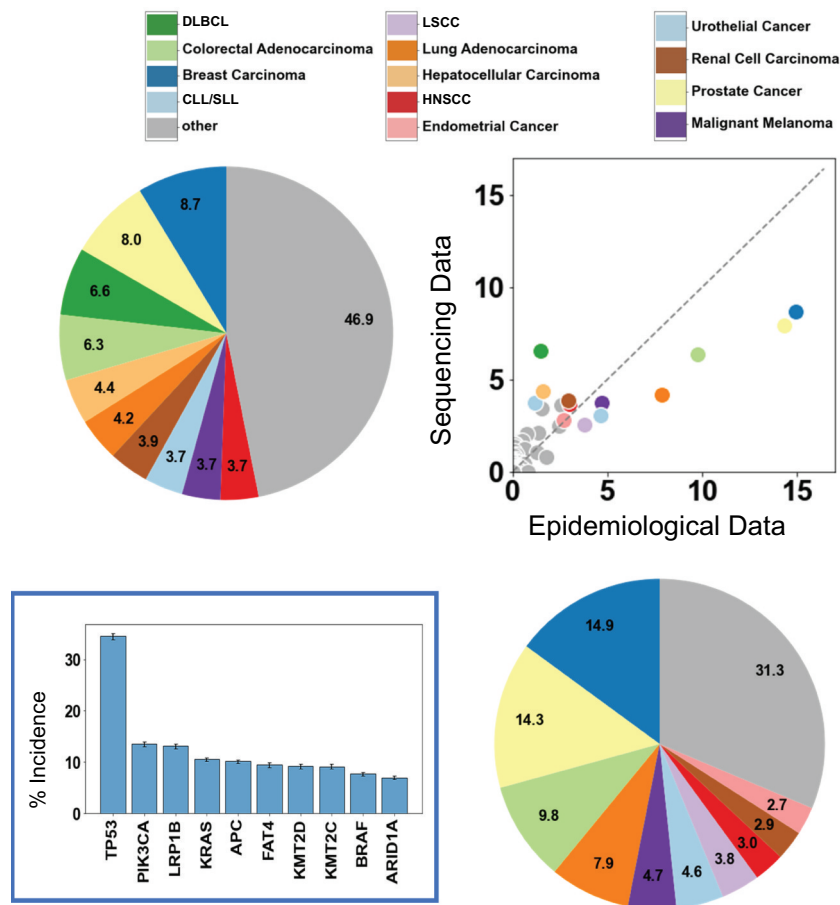 DLBCL
Colorectal Adenocarcinoma
Breast Carcinoma
CLL/SLL
other
LSCC
Lung Adenocarcinoma
Hepatocellular Carcinoma
HNSCC
Endometrial Cancer
Urothelial Cancer
Renal Cell Carcinoma
Prostate Cancer
Malignant Melanoma
8.7
8.0
6.6
6.3
4.4
4.2
3.9
3.7
3.7
3.7
46.9
Sequencing Data
15
10
5
0
0
5
10
15
Epidemiological Data
% Incidence
30
20
10
0
TP53
PIK3CA
LRP1B
KRAS
APC
FAT4
KMT2D
KMT2C
BRAF
ARID1A
14.9
14.3
9.8
7.9
4.7
4.6
3.8
3.0
2.9
2.7
31.3